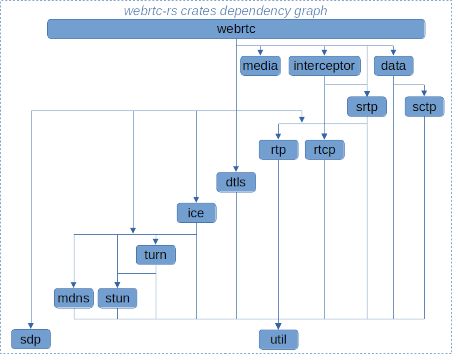 webrtc-rs crates dependency graph
webrtc
media interceptor data
srtp sctp
rtp rtcp
dtls
ice
turn
mdns stun
sdp util